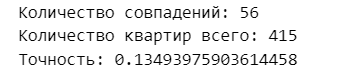 Количество совпадений: 56
Количество квартир всего: 415
Точность: 0.13493975903614458